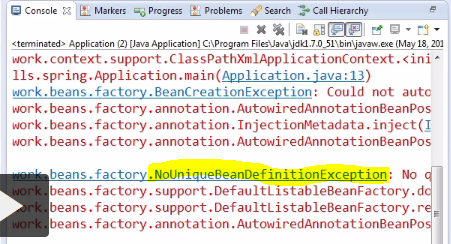 Console Markers Progress Problems Search Call Hierarchy
<terminated> Application (2) [Java Application] C:\Program Files\Java\jdk1.7.0_51\bin\javaw.exe (May 18, 201
work.context.support.ClassPathXmlApplicationContext.<ini
lls.spring.Application.main(Application.java:13)
work.beans.factory.BeanCreationException: Could not auto
work.beans.factory.annotation.AutowiredAnnotationBeanPos
work.beans.factory.annotation.InjectionMetadata.inject(I
work.beans.factory.annotation.AutowiredAnnotationBeanPos
work.beans.factory.NoUniqueBeanDefinitionException: No q
work.beans.factory.support.DefaultListableBeanFactory.do
work.beans.factory.support.DefaultListableBeanFactory.re
work.beans.factory.annotation.AutowiredAnnotationBeanPos